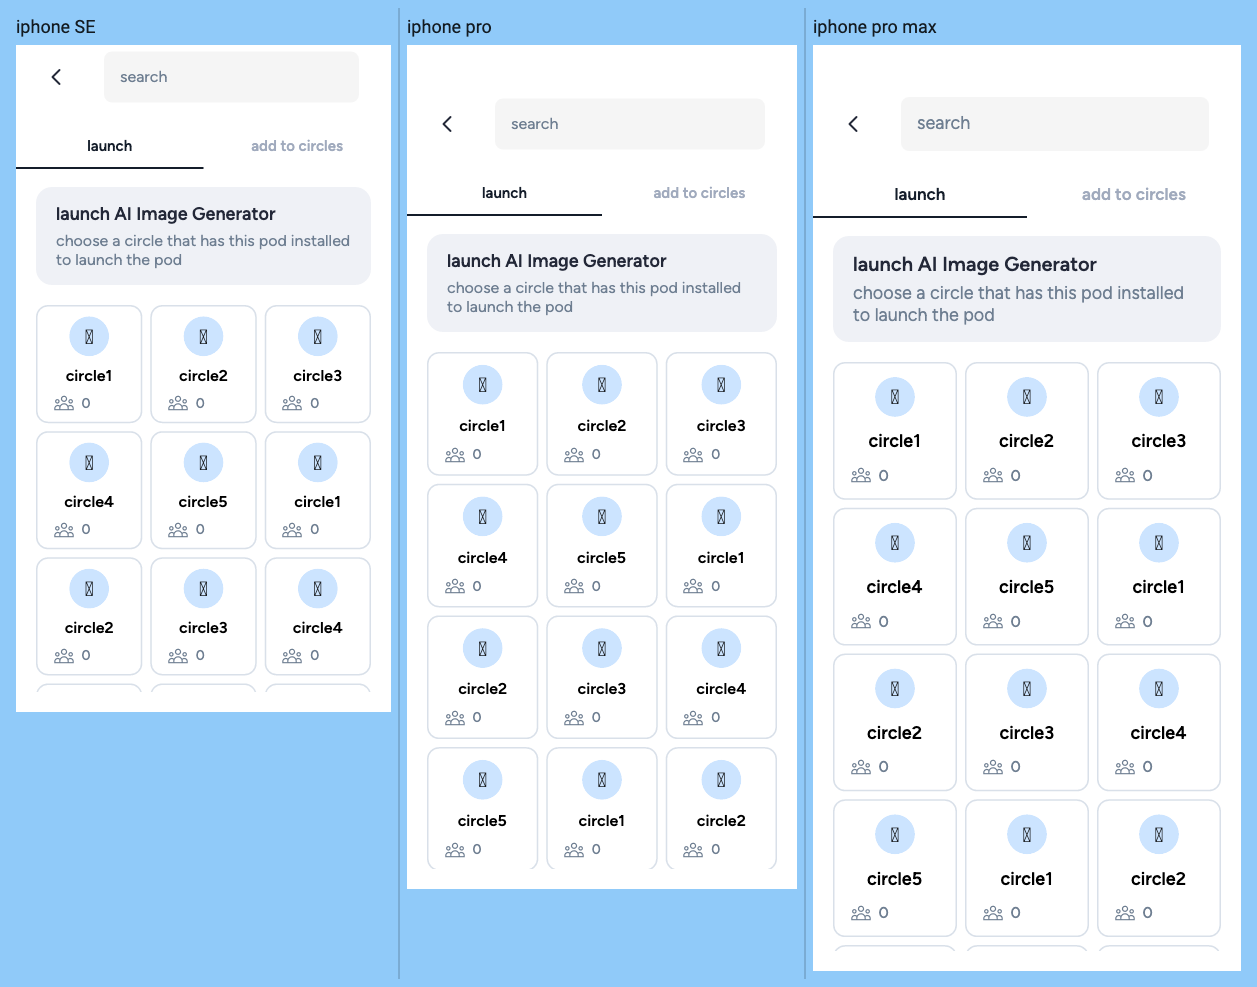 iphone SE
search
launch
add to circles
launch AI Image Generator
choose a circle that has this pod installed
to launch the pod
circle1
circle2
circle3
0
0
0
circle4
circle5
circle1
0
0
0
circle2
circle3
circle4
0
0
0
iphone pro
search
launch
add to circles
launch AI Image Generator
choose a circle that has this pod installed
to launch the pod
circle1
circle2
circle3
0
0
0
circle4
circle5
circle1
0
0
0
circle2
circle3
circle4
0
0
0
circle5
circle1
circle2
0
0
0
iphone pro max
search
launch
add to circles
launch AI Image Generator
choose a circle that has this pod installed
to launch the pod
circle1
circle2
circle3
0
0
0
circle4
circle5
circle1
0
0
0
circle2
circle3
circle4
0
0
0
circle5
circle1
circle2
0
0
0